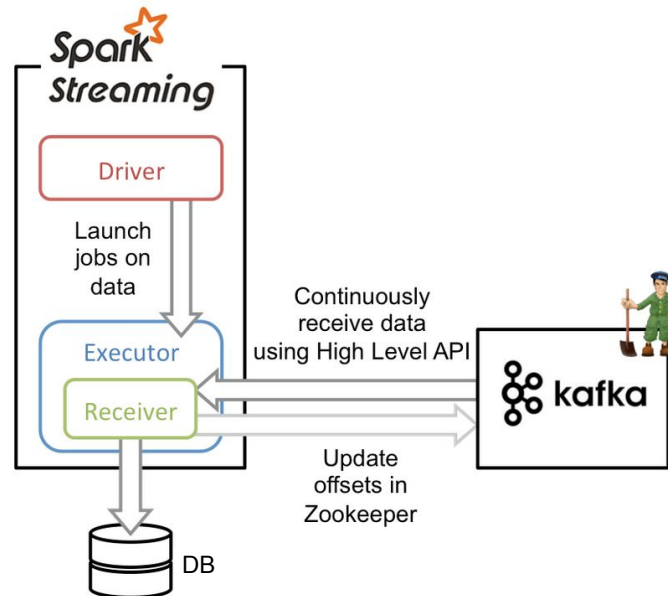 Spark
Streaming
Driver
Launch
jobs on
data
Executor
Receiver
Continuously
receive data
using High Level API
kafka
Update
offsets in
Zookeeper
DB